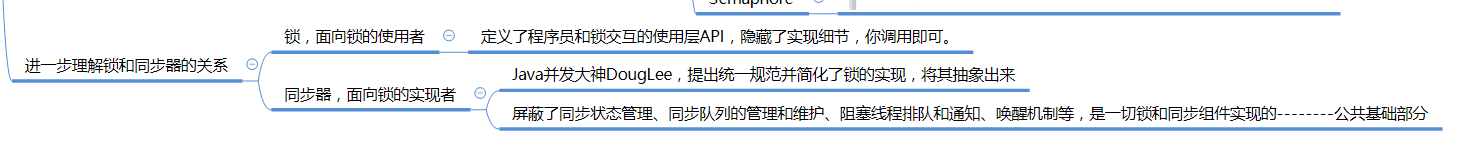 Semaphore
锁，面向锁的使用者
定义了程序员和锁交互的使用层API，隐藏了实现细节，你调用即可。
进一步理解锁和同步器的关系
同步器，面向锁的实现者
Java并发大神DougLee，提出统一规范并简化了锁的实现，将其抽象出来
屏蔽了同步状态管理、同步队列的管理和维护、阻塞线程排队和通知、唤醒机制等，是一切锁和同步组件实现的--------公共基础部分